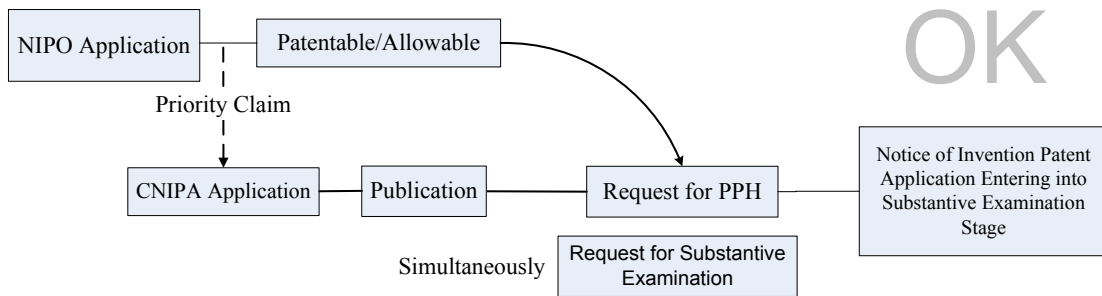 OK
NIPO Application
Patentable/Allowable
Priority Claim
CNIPA Application
Publication
Request for PPH
Notice of Invention Patent
Application Entering into
Substantive Examination
Stage
Simultaneously
Request for Substantive
Examination